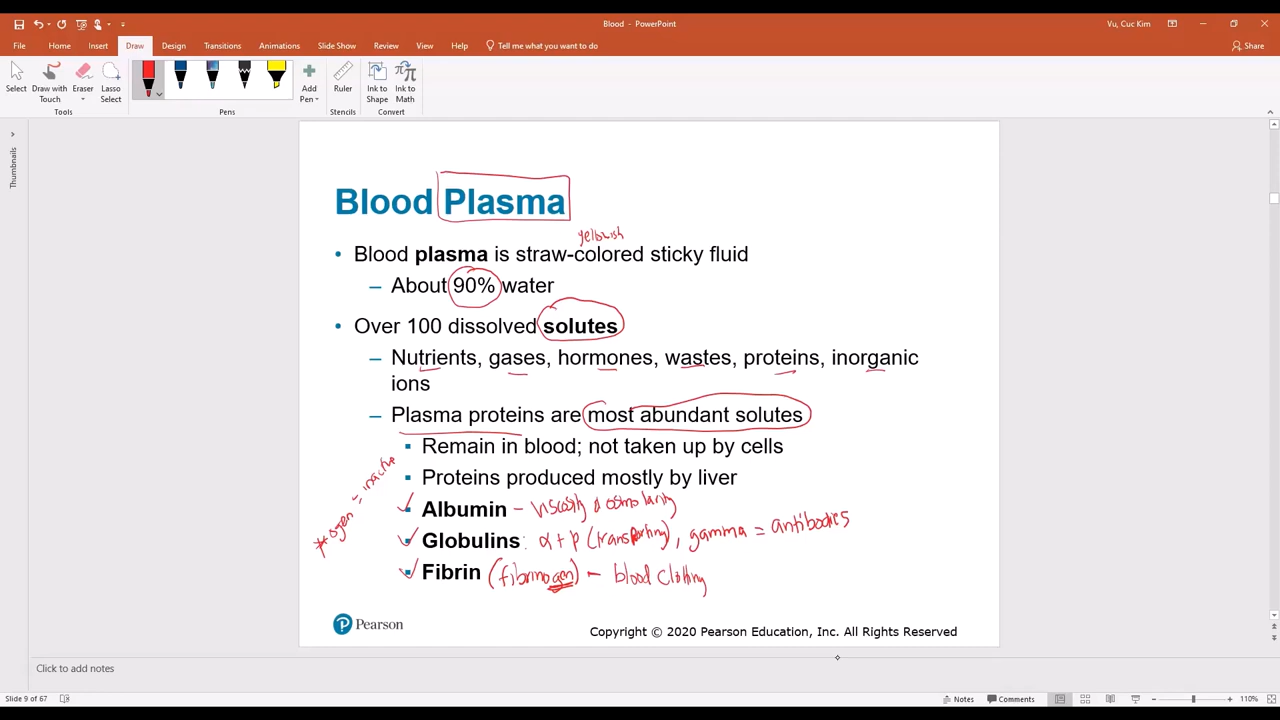 Blood - PowerPoint
Vu, Cuc Kim
File Home Insert Draw Design Transitions Animations Slide Show Review View Help Tell me what you want to do
Share
Select Draw with Touch Eraser Lasso Select Add Pen Ruler Ink to Shape Ink to Math
Tools Pens Stencils Convert
Thumbnails
Blood Plasma
yellowish
• Blood plasma is straw-colored sticky fluid
– About 90% water
• Over 100 dissolved solutes
– Nutrients, gases, hormones, wastes, proteins, inorganic
ions
– Plasma proteins are most abundant solutes
▪ Remain in blood; not taken up by cells
▪ Proteins produced mostly by liver
* ogen = inactive
▪ Albumin – viscosity & osmolarity
▪ Globulins: α + β (transporting), gamma = antibodies
▪ Fibrin (fibrinogen) – blood clotting
Pearson
Copyright © 2020 Pearson Education, Inc. All Rights Reserved
Click to add notes
Slide 9 of 67
Notes Comments
110%